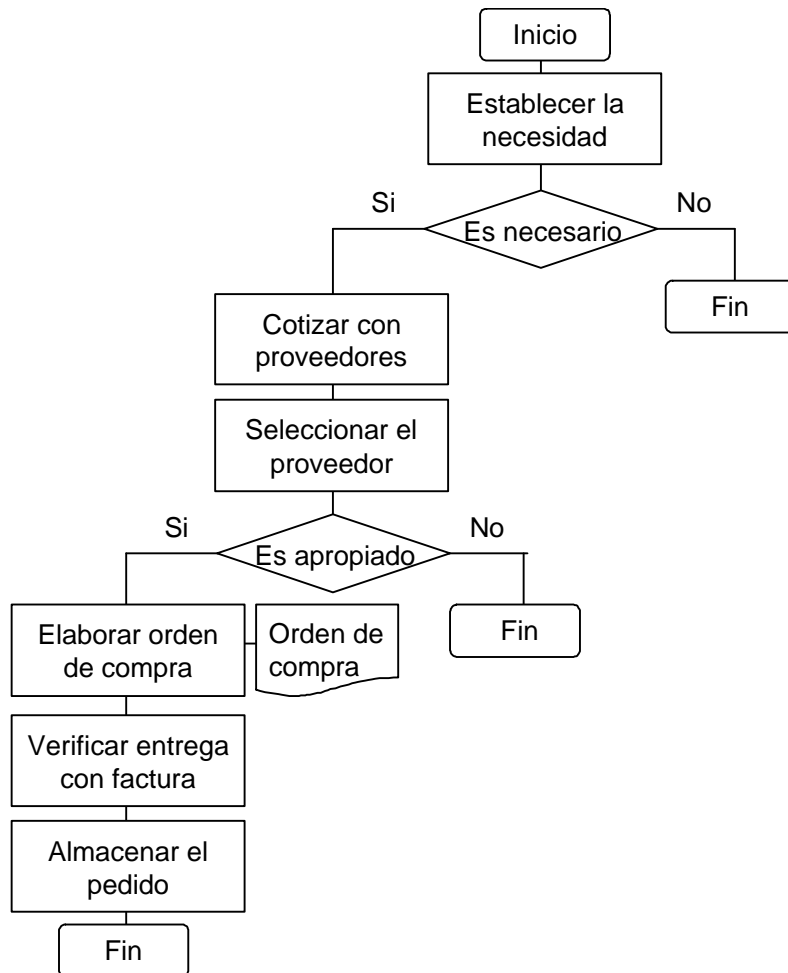 Inicio
Establecer la
necesidad
Si
No
Es necesario
Fin
Cotizar con
proveedores
Seleccionar el
proveedor
Si
No
Es apropiado
Elaborar orden
de compra
Orden de
compra
Fin
Verificar entrega
con factura
Almacenar el
pedido
Fin